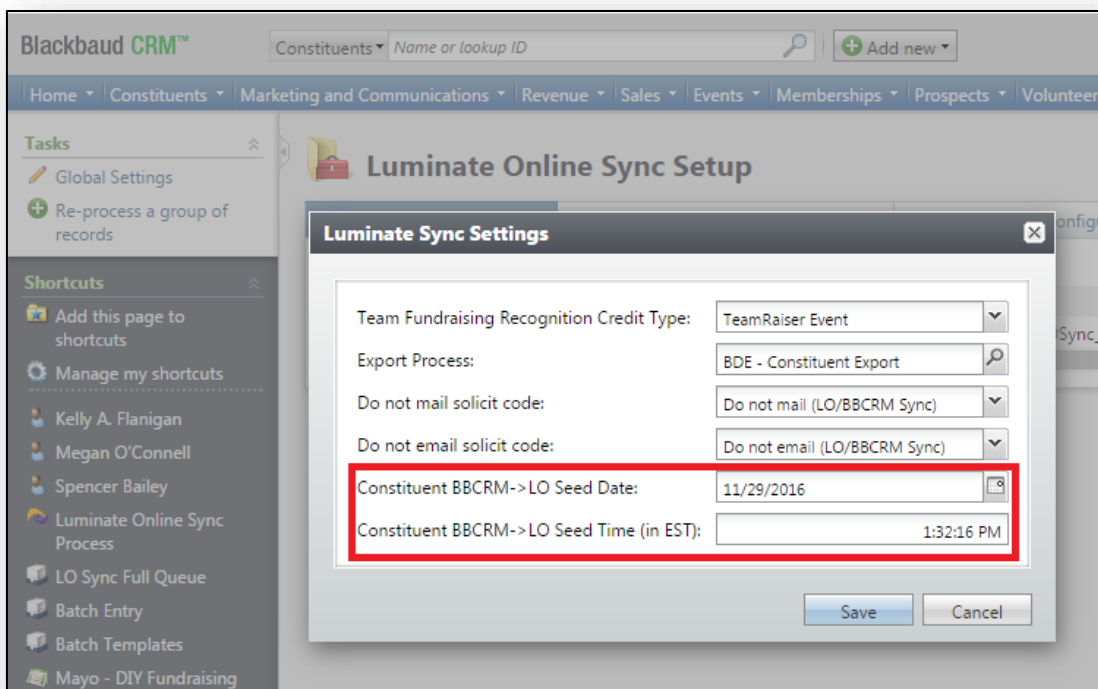 Blackbaud CRM™
Constituents Name or lookup ID
Add new
Home Constituents Marketing and Communications Revenue Sales Events Memberships Prospects Volunteer
Tasks
Global Settings
Re-process a group of
records
Shortcuts
Add this page to
shortcuts
Manage my shortcuts
Kelly A. Flanigan
Megan O'Connell
Spencer Bailey
Luminate Online Sync
Process
LO Sync Full Queue
Batch Entry
Batch Templates
Mayo - DIY Fundraising
Luminate Online Sync Setup
onfigu
Sync_
Luminate Sync Settings
Team Fundraising Recognition Credit Type: TeamRaiser Event
Export Process: BDE - Constituent Export
Do not mail solicit code: Do not mail (LO/BBCRM Sync)
Do not email solicit code: Do not email (LO/BBCRM Sync)
Constituent BBCRM->LO Seed Date: 11/29/2016
Constituent BBCRM->LO Seed Time (in EST): 1:32:16 PM
Save Cancel